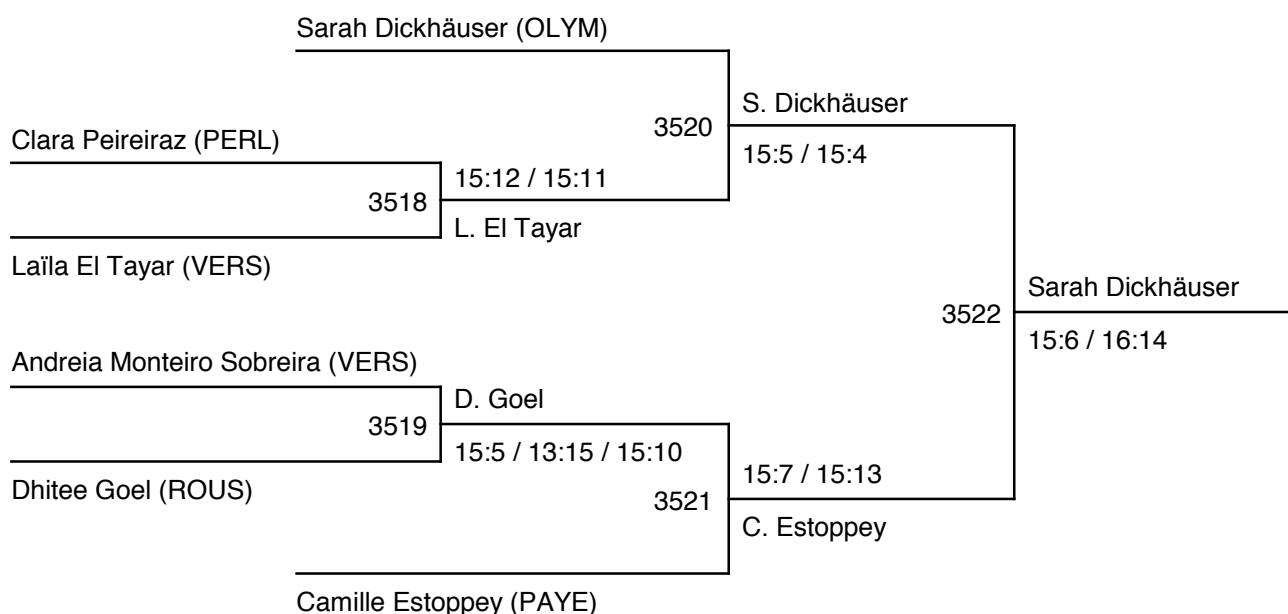 Sarah Dickhäuser (OLYM)
S. Dickhäuser
3520
Clara Peireiraz (PERL)
15:5 / 15:4
15:12 / 15:11
3518
L. El Tayar
Laïla El Tayar (VERS)
Sarah Dickhäuser
3522
15:6 / 16:14
Andreia Monteiro Sobreira (VERS)
D. Goel
3519
15:5 / 13:15 / 15:10
15:7 / 15:13
Dhitee Goel (ROUS)
3521
C. Estoppey
Camille Estoppey (PAYE)